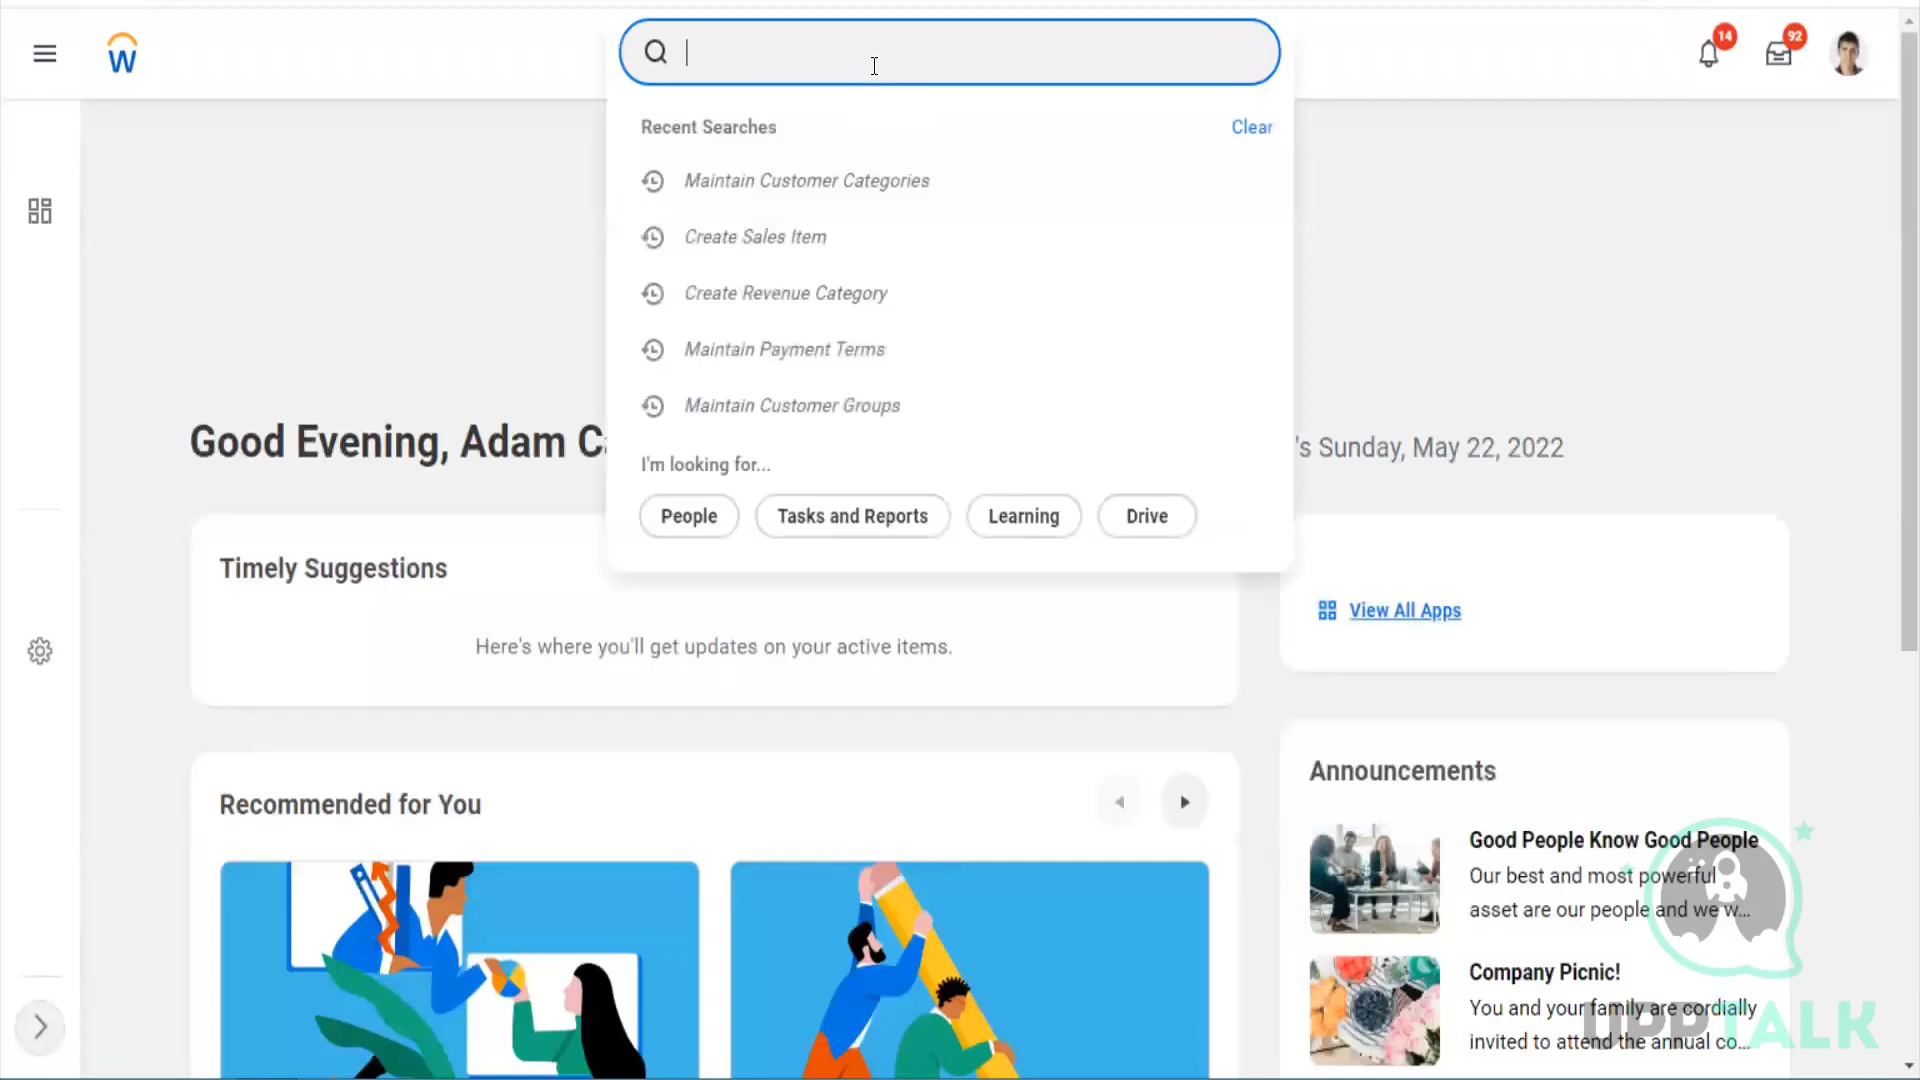 W
14
92
Recent Searches
Clear
Maintain Customer Categories
Create Sales Item
Create Revenue Category
Maintain Payment Terms
Maintain Customer Groups
Good Evening, Adam C
's Sunday, May 22, 2022
I'm looking for...
People
Tasks and Reports
Learning
Drive
Timely Suggestions
Here's where you'll get updates on your active items.
View All Apps
Recommended for You
Announcements
Good People Know Good People
Our best and most powerful
asset are our people and we w...
Company Picnic!
You and your family are cordially
invited to attend the annual co...
UPPTALK